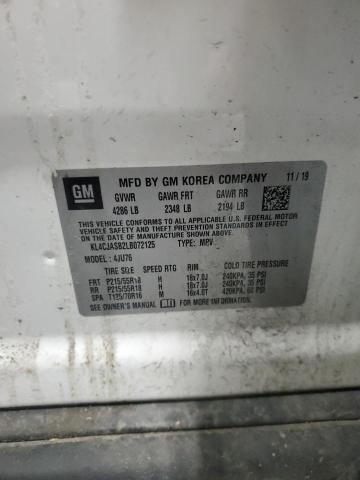 GM
MFD BY GM KOREA COMPANY 11/19
GVWR GAWR FRT GAWR RR
4286 LB 2348 LB 2194 LB
THIS VEHICLE CONFORMS TO ALL APPLICABLE U.S. FEDERAL MOTOR
VEHICLE SAFETY AND THEFT PREVENTION STANDARDS IN EFFECT
ON THE DATE OF MANUFACTURE SHOWN ABOVE.
KL4CJASB2LB072125 TYPE: MPV
MODEL: 4JU76
TIRE SIZE SPEED RTG RIM COLD TIRE PRESSURE
FRT P215/55R18 H 18x7.0J 240KPA, 35 PSI
RR P215/55R18 H 18x7.0J 240KPA, 35 PSI
SPA T125/70R16 M 16x4.0T 420KPA, 60 PSI
SEE OWNER'S MANUAL FOR MORE INFORMATION.